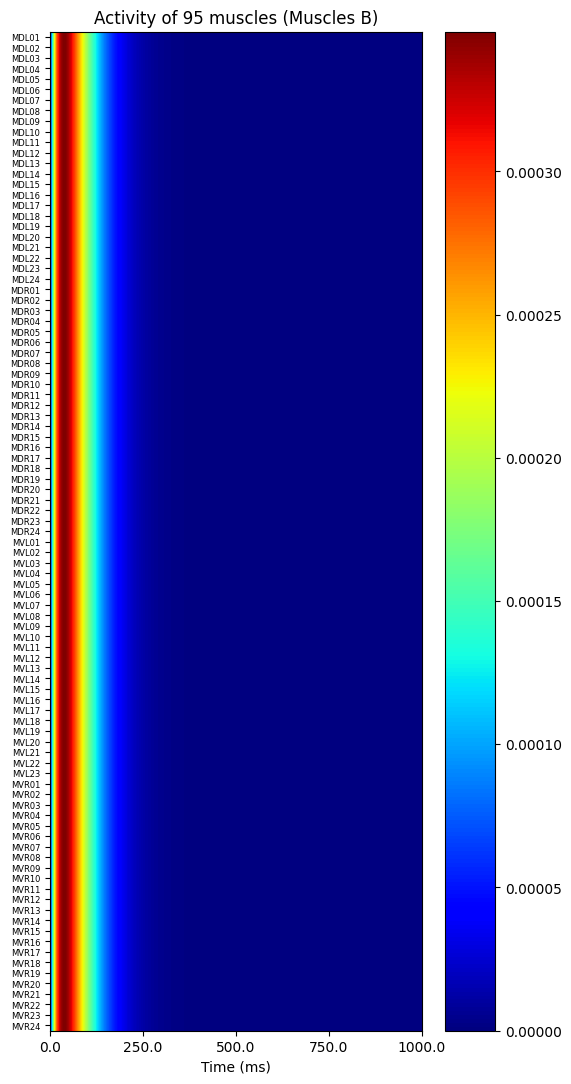 Activity of 95 muscles (Muscles B)
MDL01
MDL02
MDL03
MDL04
MDL05
MDL06
MDL07
MDL08
MDL09
MDL10
MDL11
MDL12
MDL13
MDL14
MDL15
MDL16
MDL17
MDL18
MDL19
MDL20
MDL21
MDL22
MDL23
MDL24
MDR01
MDR02
MDR03
MDR04
MDR05
MDR06
MDR07
MDR08
MDR09
MDR10
MDR11
MDR12
MDR13
MDR14
MDR15
MDR16
MDR17
MDR18
MDR19
MDR20
MDR21
MDR22
MDR23
MDR24
MVL01
MVL02
MVL03
MVL04
MVL05
MVL06
MVL07
MVL08
MVL09
MVL10
MVL11
MVL12
MVL13
MVL14
MVL15
MVL16
MVL17
MVL18
MVL19
MVL20
MVL21
MVL22
MVL23
MVR01
MVR02
MVR03
MVR04
MVR05
MVR06
MVR07
MVR08
MVR09
MVR10
MVR11
MVR12
MVR13
MVR14
MVR15
MVR16
MVR17
MVR18
MVR19
MVR20
MVR21
MVR22
MVR23
MVR24
0.0 250.0 500.0 750.0 1000.0
Time (ms)
0.00030
0.00025
0.00020
0.00015
0.00010
0.00005
0.00000